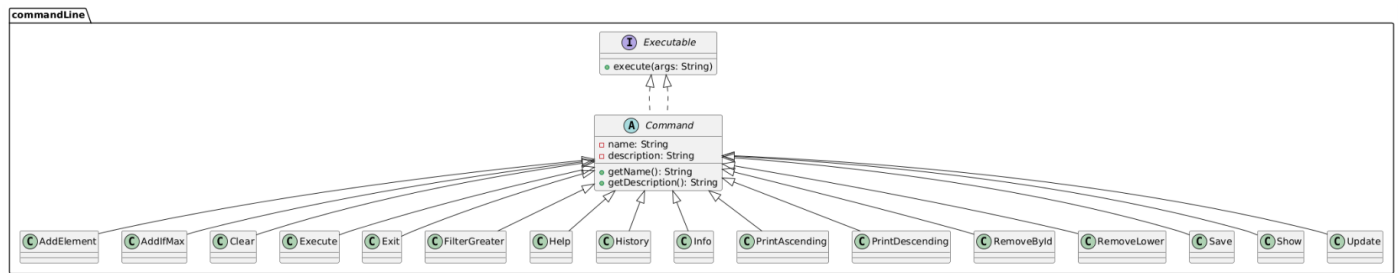 commandLine
I Executable
execute(args: String)
A Command
name: String
description: String
getName(): String
getDescription(): String
C AddElement
C AddIfMax
C Clear
C Execute
C Exit
C FilterGreater
C Help
C History
C Info
C PrintAscending
C PrintDescending
C RemoveById
C RemoveLower
C Save
C Show
C Update